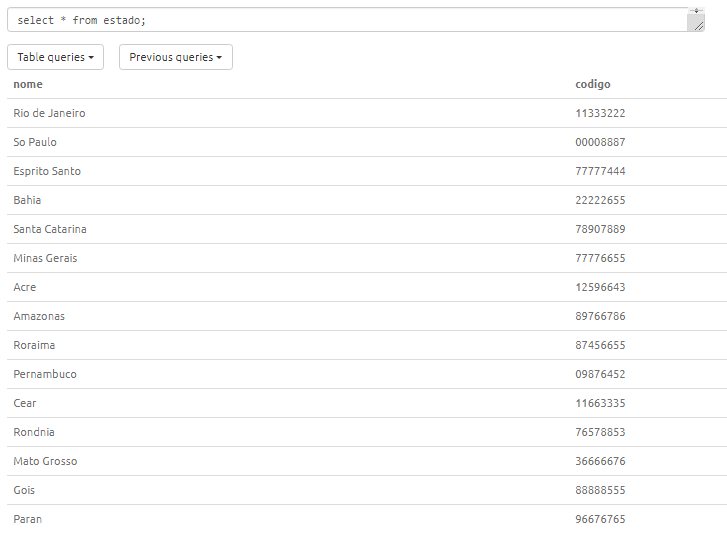 select * from estado;
Table queries Previous queries
nome codigo
Rio de Janeiro 11333222
So Paulo 00008887
Esprito Santo 77777444
Bahia 22222655
Santa Catarina 78907889
Minas Gerais 77776655
Acre 12596643
Amazonas 89766786
Roraima 87456655
Pernambuco 09876452
Cear 11663335
Rondnia 76578853
Mato Grosso 36666676
Gois 88888555
Paran 96676765